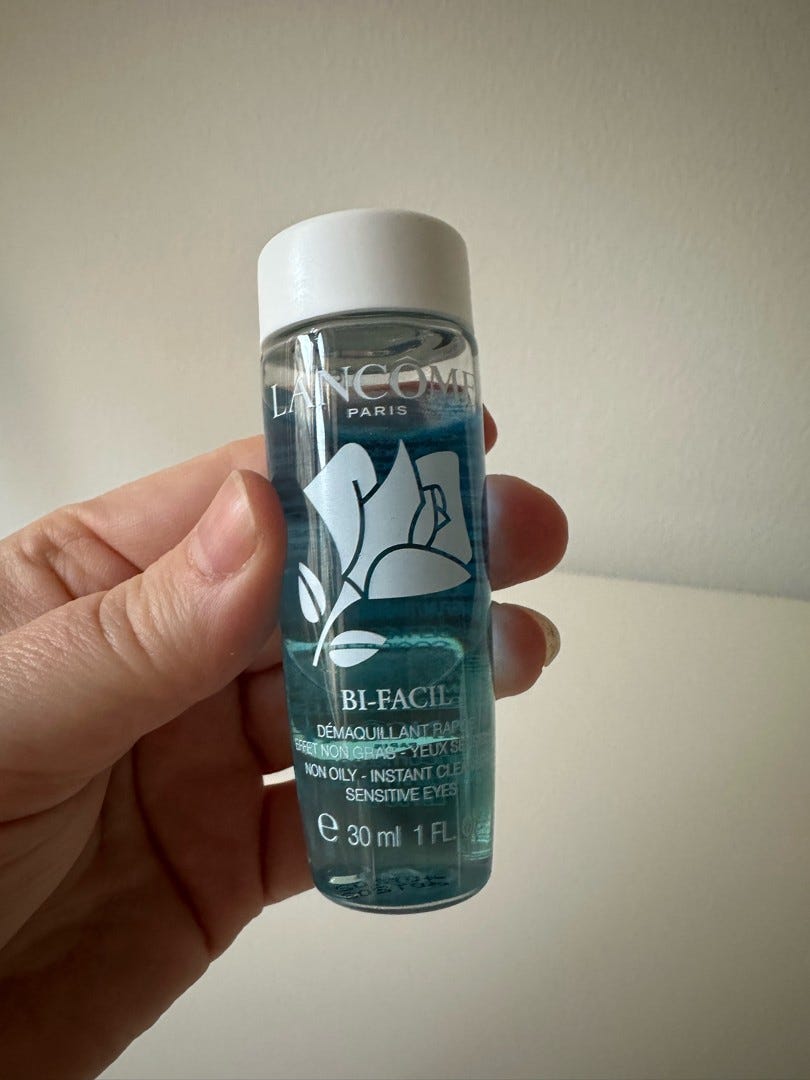 LANCÔME
PARIS
BI-FACIL
DÉMAQUILLANT
EFFET NON GRAS - YEUX
NON OILY - INSTANT
SENSITIVE EYES
e 30 ml 1 FL.